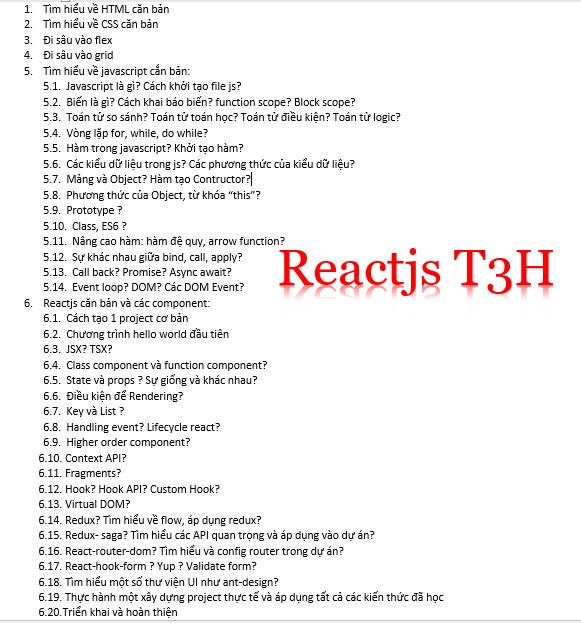 1. Tìm hiểu về HTML căn bản
2. Tìm hiểu về CSS căn bản
3. Đi sâu vào flex
4. Đi sâu vào grid
5. Tìm hiểu về javascript cắn bản:
5.1. Javascript là gì? Cách khởi tạo file js?
5.2. Biến là gì? Cách khai báo biến? function scope? Block scope?
5.3. Toán tử so sánh? Toán tử toán học? Toán tử điều kiện? Toán tử logic?
5.4. Vòng lặp for, while, do while?
5.5. Hàm trong javascript? Khởi tạo hàm?
5.6. Các kiểu dữ liệu trong js? Các phương thức của kiểu dữ liệu?
5.7. Mảng và Object? Hàm tạo Contructor?
5.8. Phương thức của Object, từ khóa “this”?
5.9. Prototype ?
5.10. Class, ES6 ?
5.11. Nâng cao hàm: hàm đệ quy, arrow function?
5.12. Sự khác nhau giữa bind, call, apply?
5.13. Call back? Promise? Async await?
5.14. Event loop? DOM? Các DOM Event?
Reactjs T3H
6. Reactjs căn bản và các component:
6.1. Cách tạo 1 project cơ bản
6.2. Chương trình hello world đầu tiên
6.3. JSX? TSX?
6.4. Class component và function component?
6.5. State và props ? Sự giống và khác nhau?
6.6. Điều kiện để Rendering?
6.7. Key và List ?
6.8. Handling event? Lifecycle react?
6.9. Higher order component?
6.10. Context API?
6.11. Fragments?
6.12. Hook? Hook API? Custom Hook?
6.13. Virtual DOM?
6.14. Redux? Tìm hiểu về flow, áp dụng redux?
6.15. Redux- saga? Tìm hiểu các API quan trọng và áp dụng vào dự án?
6.16. React-router-dom? Tìm hiểu và config router trong dự án?
6.17. React-hook-form ? Yup ? Validate form?
6.18. Tìm hiểu một số thư viện UI như ant-design?
6.19. Thực hành một xây dựng project thực tế và áp dụng tất cả các kiến thức đã học
6.20.Triển khai và hoàn thiện